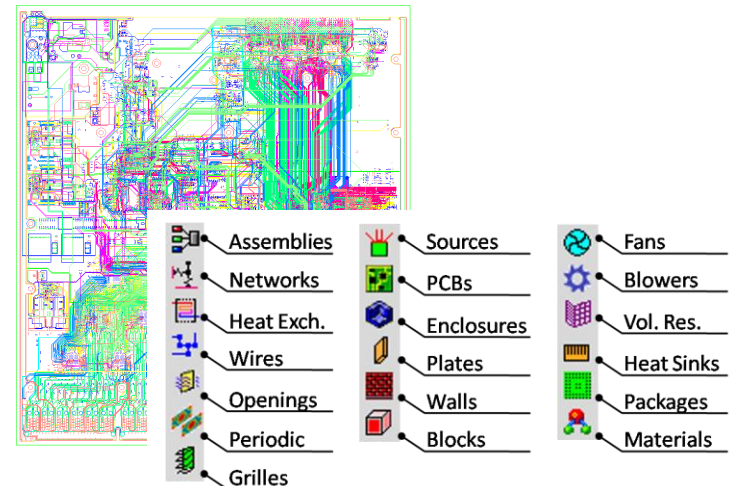 Assemblies
Networks
Heat Exch.
Wires
Openings
Periodic
Grilles
Sources
PCBs
Enclosures
Plates
Walls
Blocks
Fans
Blowers
Vol. Res.
Heat Sinks
Packages
Materials